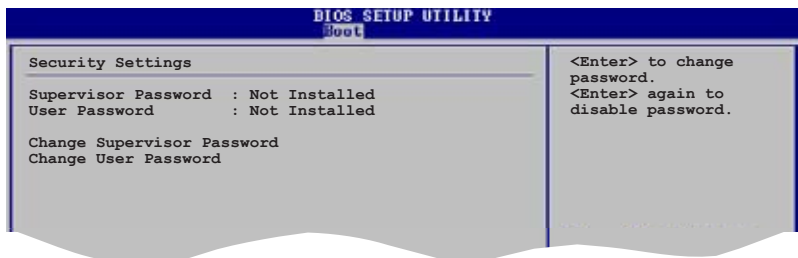 BIOS SETUP UTILITY
Boot
Security Settings
Supervisor Password : Not Installed
User Password : Not Installed
Change Supervisor Password
Change User Password
<Enter> to change
password.
<Enter> again to
disable password.